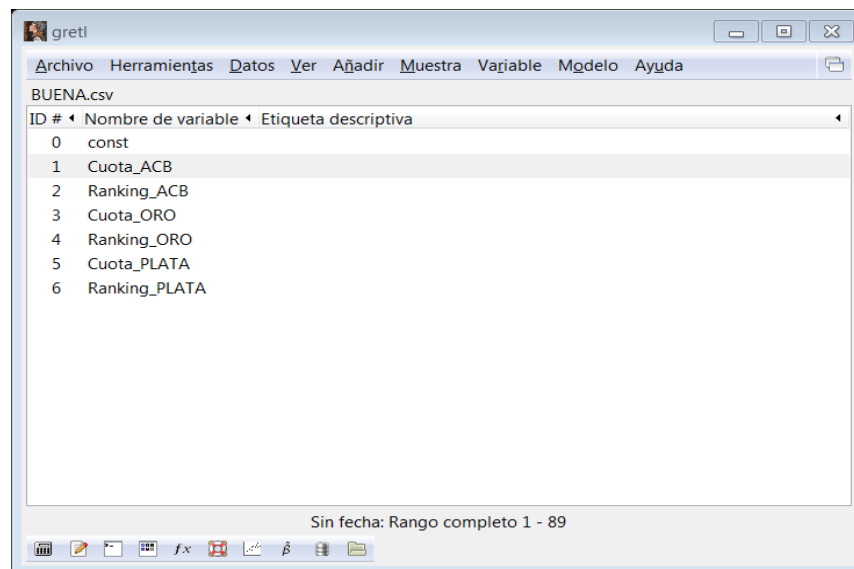 gretl
Archivo Herramientas Datos Ver Añadir Muestra Variable Modelo Ayuda
BUENA.csv
ID # Nombre de variable Etiqueta descriptiva
0 const
1 Cuota_ACB
2 Ranking_ACB
3 Cuota_ORO
4 Ranking_ORO
5 Cuota_PLATA
6 Ranking_PLATA
Sin fecha: Rango completo 1 - 89
fx β̂